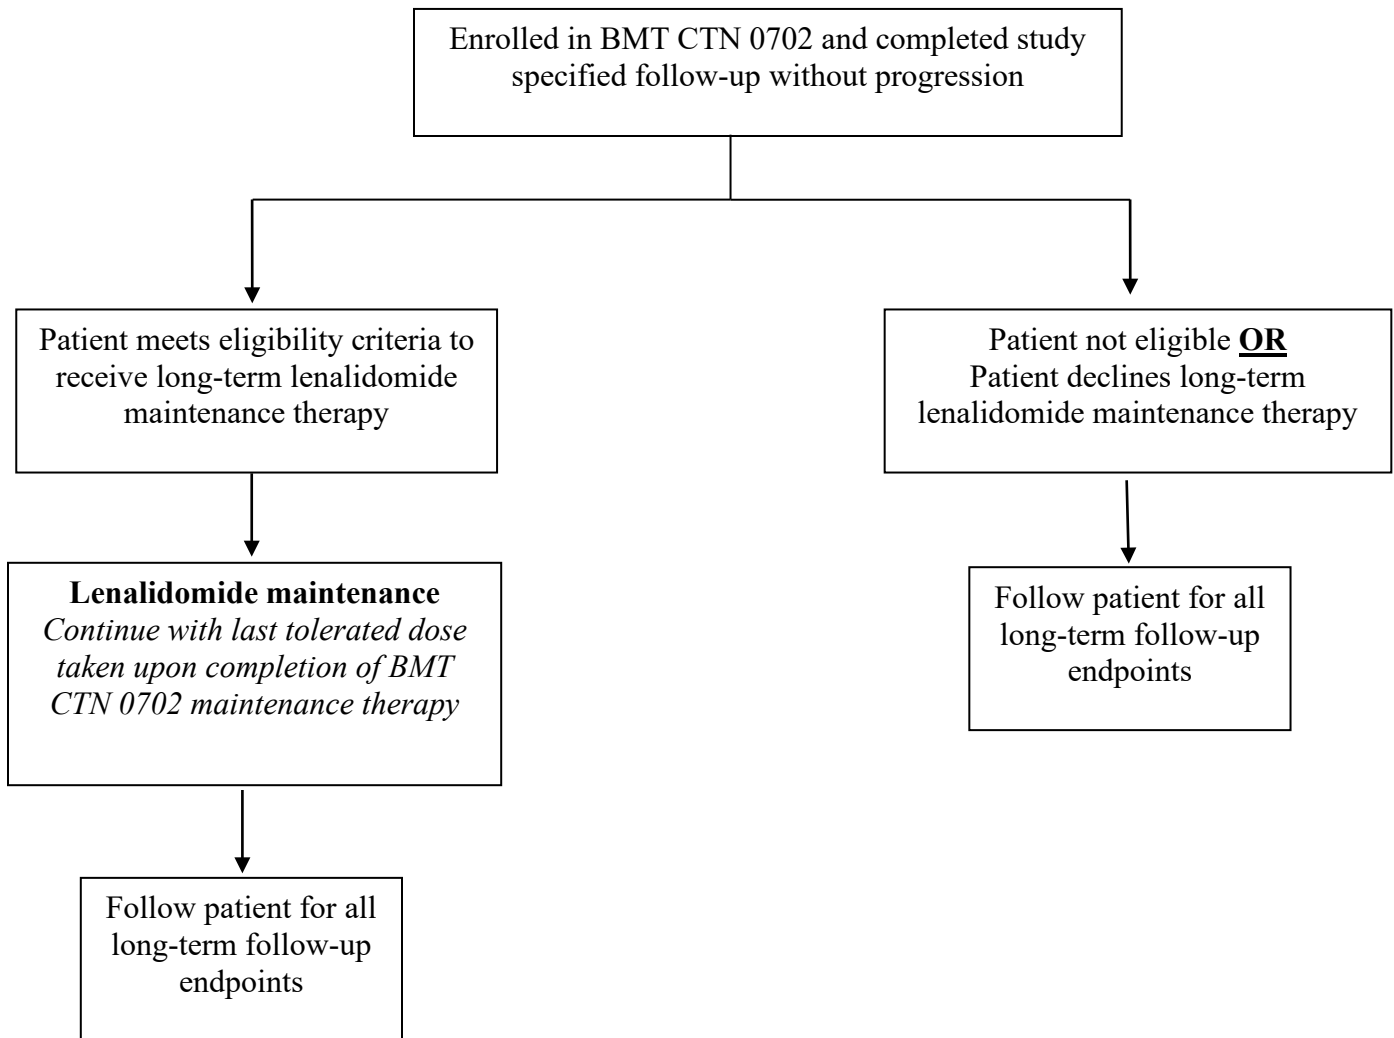 Enrolled in BMT CTN 0702 and completed study
specified follow-up without progression
Patient meets eligibility criteria to
receive long-term lenalidomide
maintenance therapy
Patient not eligible OR
Patient declines long-term
lenalidomide maintenance therapy
Lenalidomide maintenance
Continue with last tolerated dose
taken upon completion of BMT
CTN 0702 maintenance therapy
Follow patient for all
long-term follow-up
endpoints
Follow patient for all
long-term follow-up
endpoints